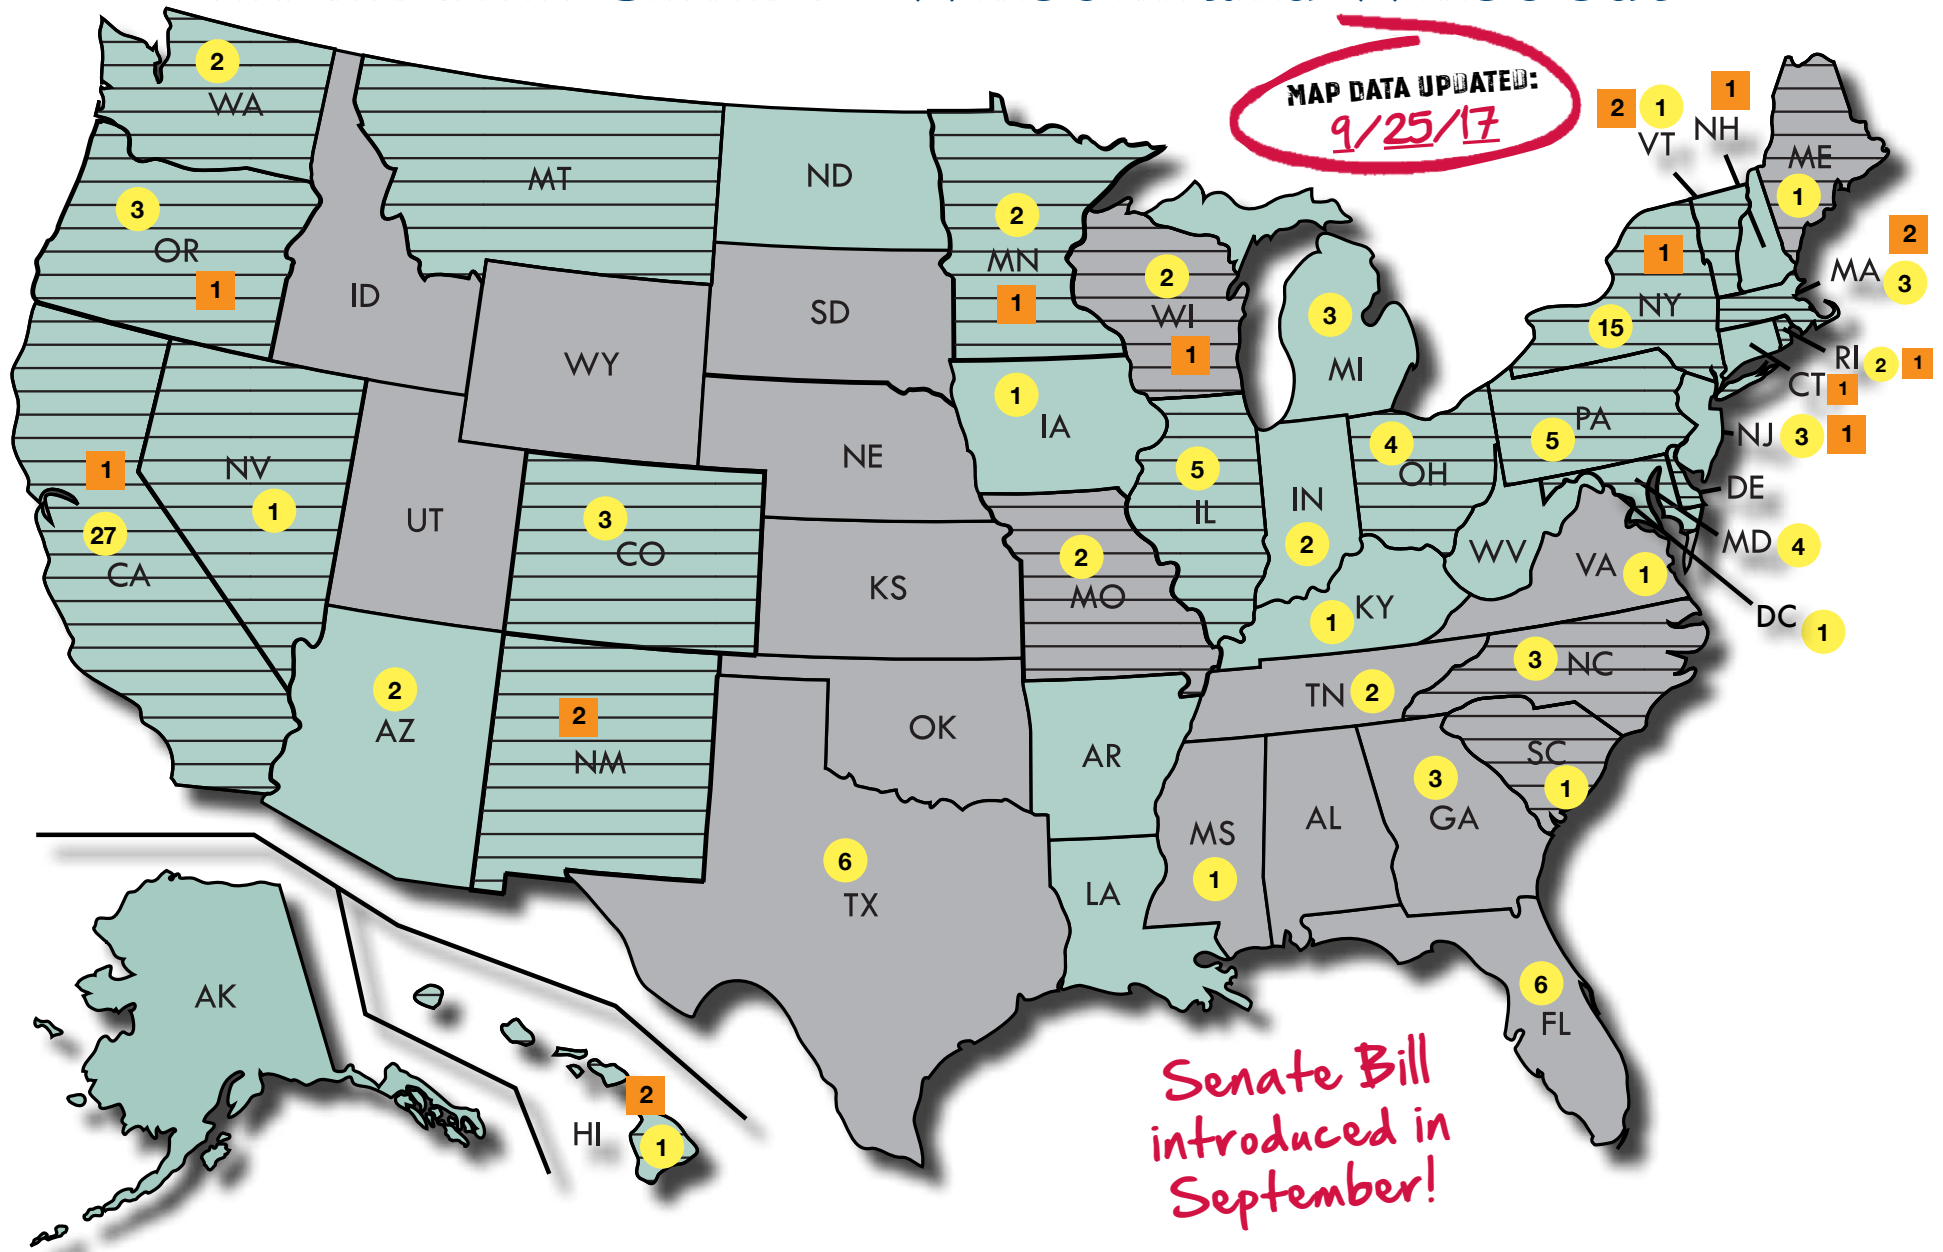 MAP DATA UPDATED:
9/25/17
2
WA
3
OR
1
MT
ID
WY
ND
SD
NE
KS
2
MN
1
2
WI
1
3
MI
1
IA
2 1
VT
1
NH
ME
1
2
MA 3
1
NY
15
RI 2 1
CT 1
NJ 3 1
PA
5
DE
MD 4
DC 1
1
27
CA
NV
1
UT
3
CO
5
IL
IN
2
4
OH
WV
VA 1
2
MO
1 KY
3 NC
TN 2
SC
1
2
AZ
2
NM
OK
AR
6
TX
LA
MS
1
AL
3
GA
6
FL
AK
2
HI
1
Senate Bill
introduced in
September!